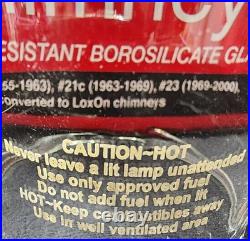 RESISTANT BOROSILICATE GLA
55-1963), #21c (1963-1969), #23 (1969-2000),
converted to LoxOn chimneys
CAUTION~HOT
Never leave a lit lamp unattended
Use only approved fuel
Do not add fuel when lit
HOT~Keep combustibles away
Use in well ventilated area